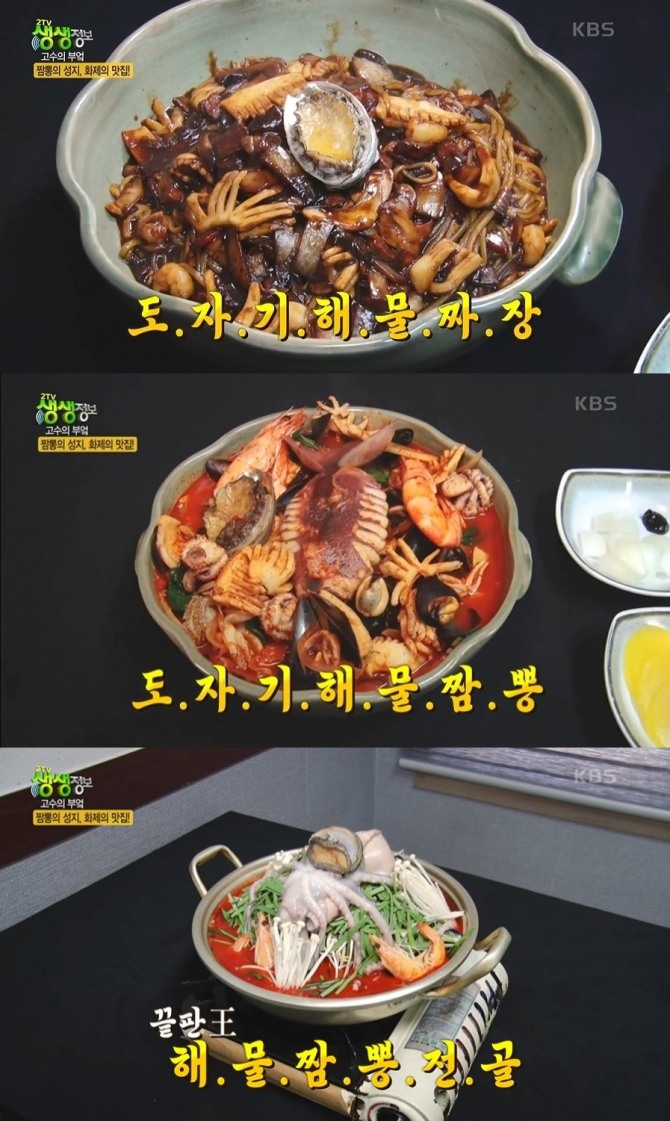 2TV
생생정보
고수의 부엌
짬뽕의 성지, 화제의 맛집!
KBS
도.자.기.해.물.짜.장
2TV
생생정보
고수의 부엌
짬뽕의 성지, 화제의 맛집!
KBS
도.자.기.해.물.짬.뽕
2TV
생생정보
고수의 부엌
짬뽕의 성지, 화제의 맛집!
KBS
끝판王
해.물.짬.뽕.전.골